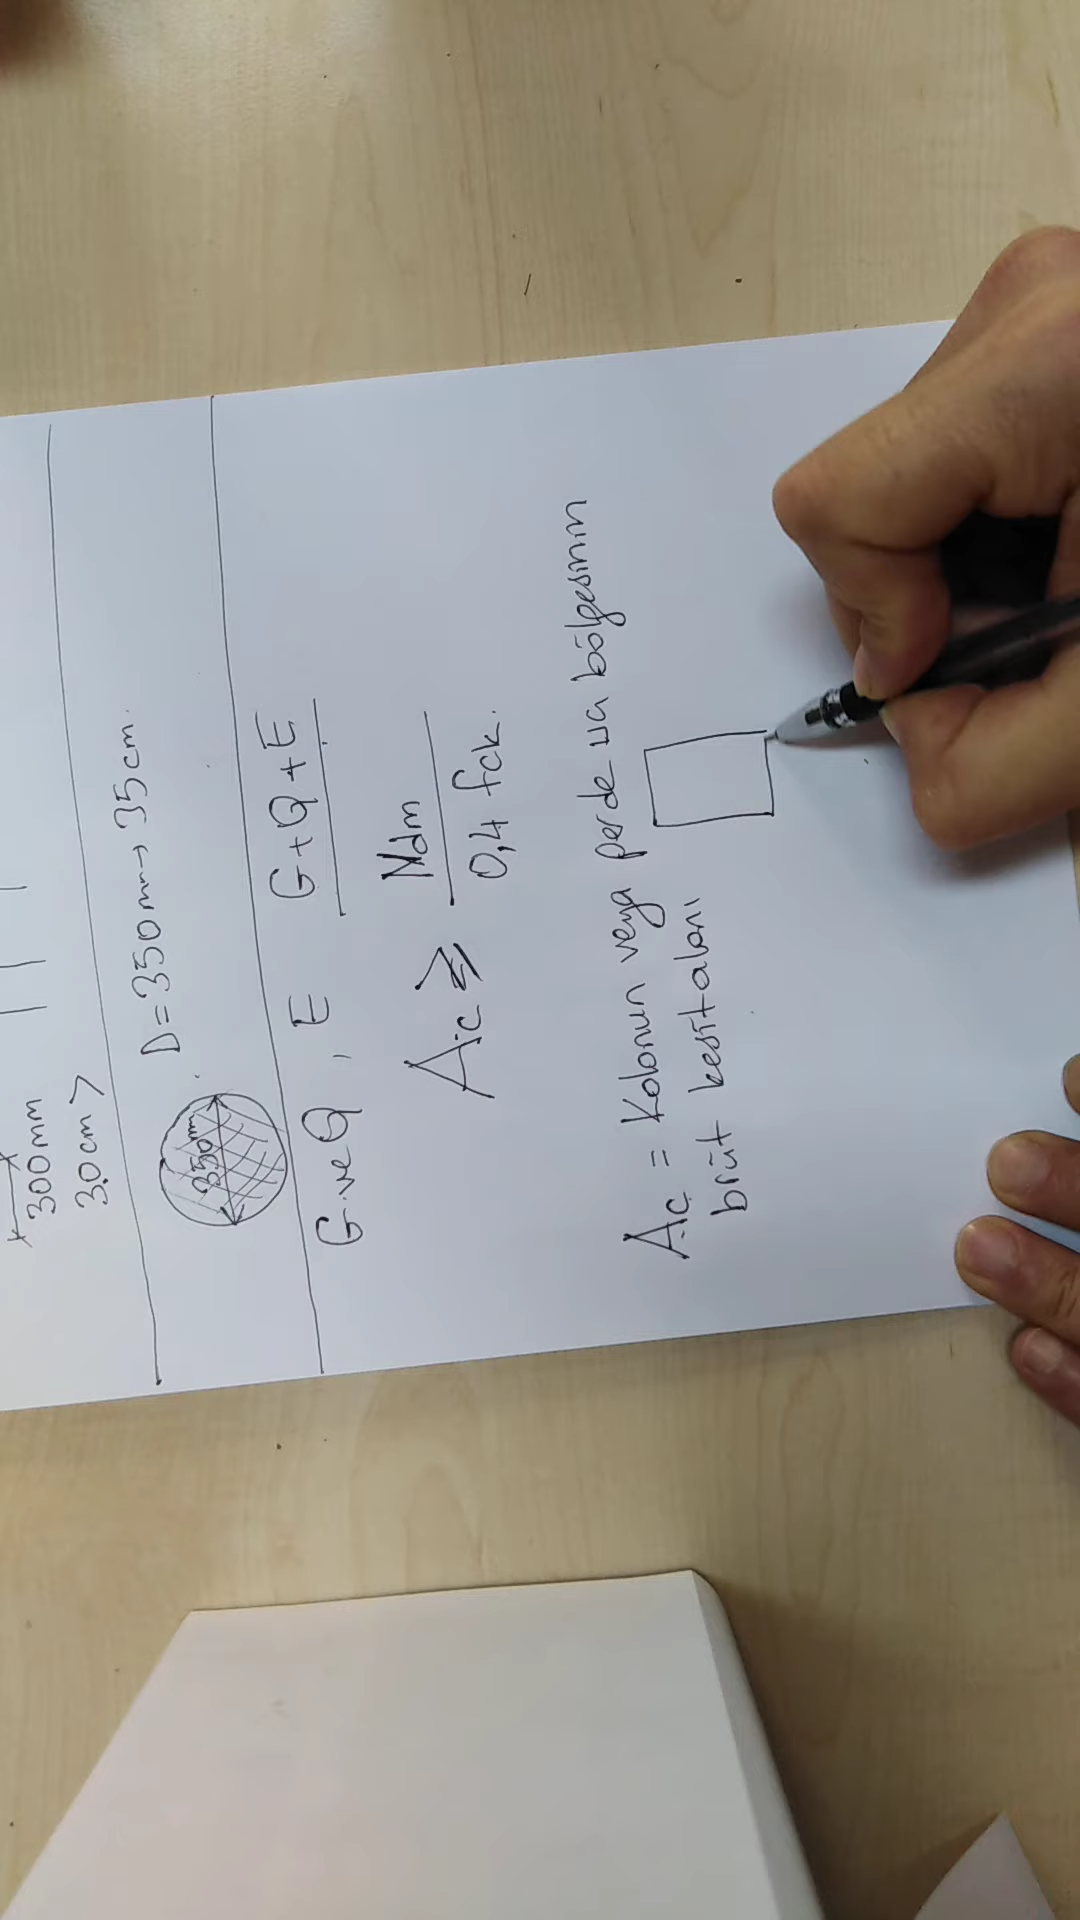 300mm
30cm >
350mm
D=350mm→35cm.
G ve Q, E G+Q+E
Ac ≥ Ndm
0,4 fck.
Ac = Kolonun veya perde ua bölgesinin
brüt kesit alanı